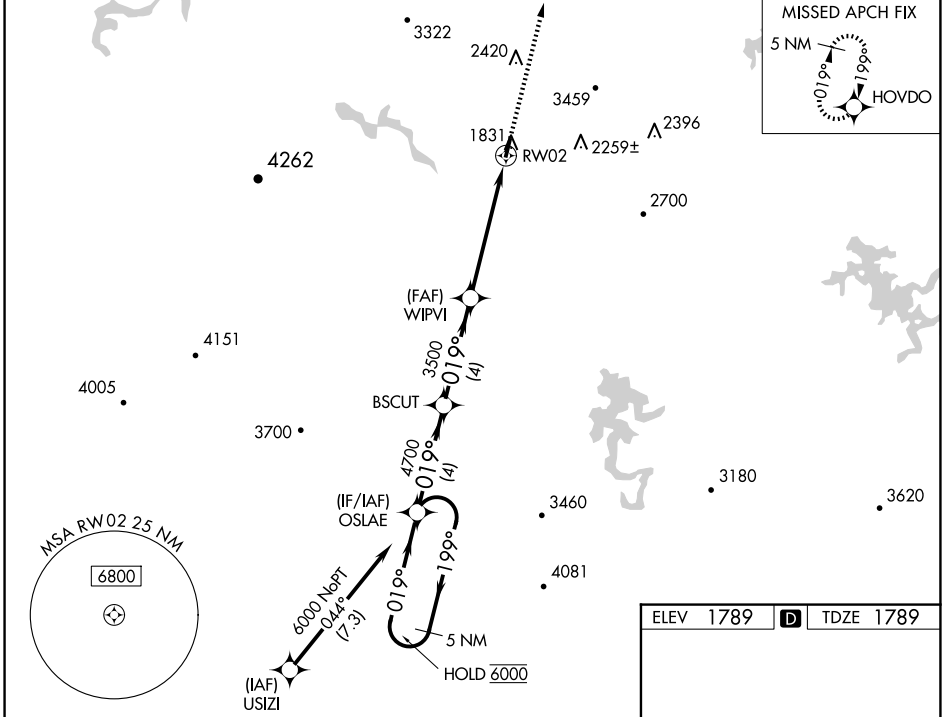 MISSED APCH FIX
5 NM
019°
199°
HOVDO
3322
2420
3459
1831
RW02
2259±
2396
4262
2700
(FAF)
WIPVI
4151
3500
019°
(4)
4005
BSCUT
3700
4700
019°
(4)
(IF/IAF)
OSLAE
3460
3180
3620
MSA RW02 25 NM
6800
199°
019°
4081
6000 NoPT
044°
(7.3)
5 NM
HOLD 6000
(IAF)
USIZI
ELEV 1789 D TDZE 1789